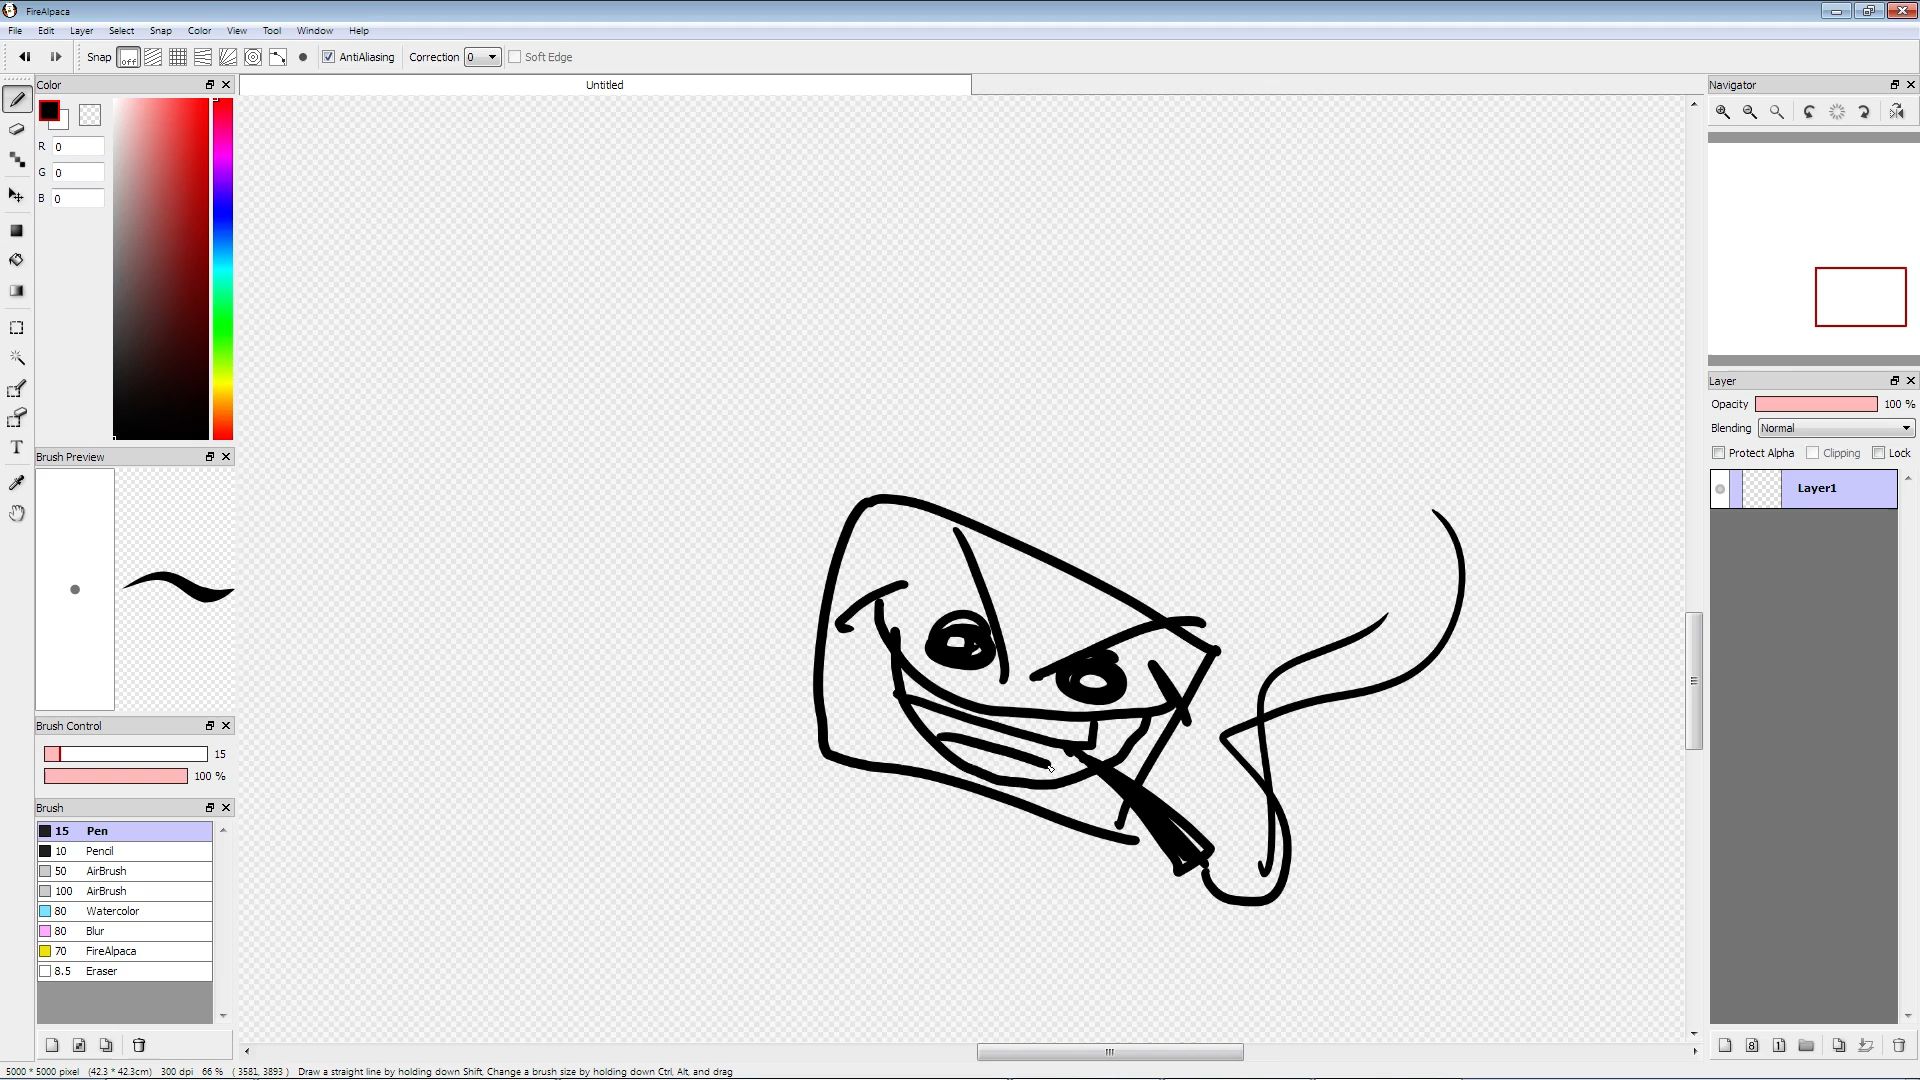 FireAlpaca
File Edit Layer Select Snap Color View Tool Window Help
Snap off AntiAliasing Correction 0 Soft Edge
Color
Untitled
Navigator
R 0
G 0
B 0
Layer
Opacity 100 %
Blending Normal
Protect Alpha Clipping Lock
Brush Preview
Layer1
Brush Control
15
100 %
Brush
15 Pen
10 Pencil
50 AirBrush
100 AirBrush
80 Watercolor
80 Blur
70 FireAlpaca
8.5 Eraser
8 1
5000 * 5000 pixel (42.3 * 42.3cm) 300 dpi 66 % ( 3581, 3893 ) Draw a straight line by holding down Shift, Change a brush size by holding down Ctrl, Alt, and drag
T